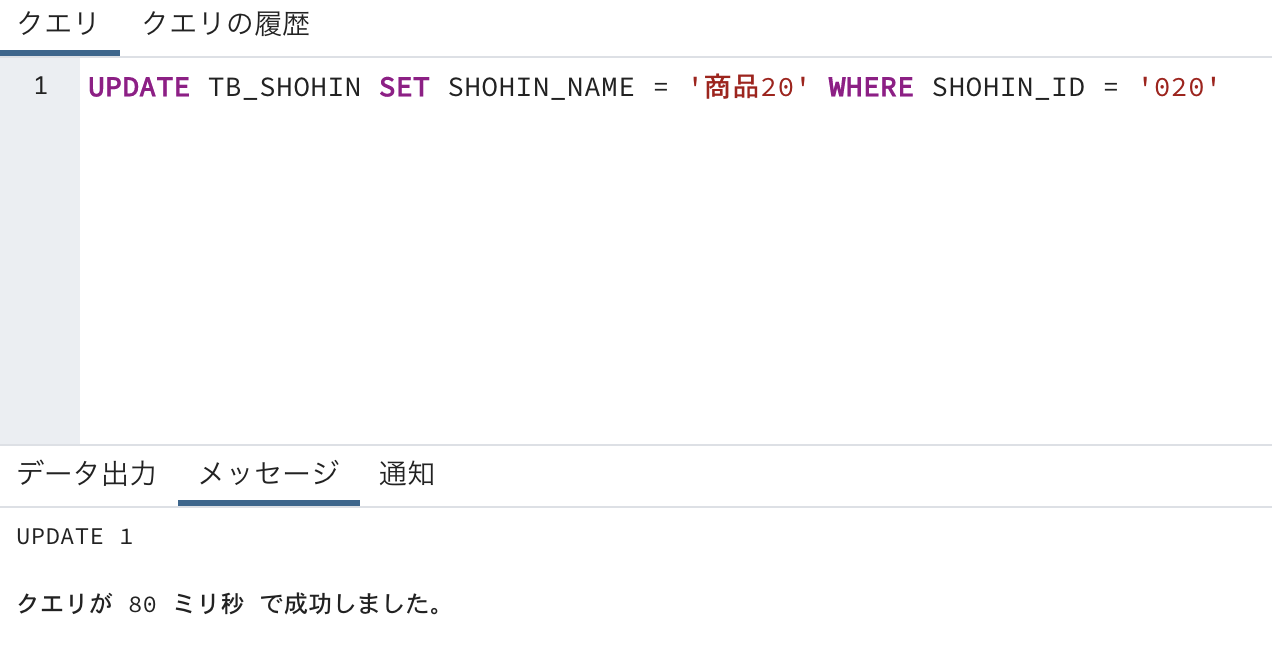 クエリ クエリの履歴
1 UPDATE TB_SHOHIN SET SHOHIN_NAME = '商品20' WHERE SHOHIN_ID = '020'
データ出力 メッセージ 通知
UPDATE 1
クエリが 80 ミリ秒 で成功しました。